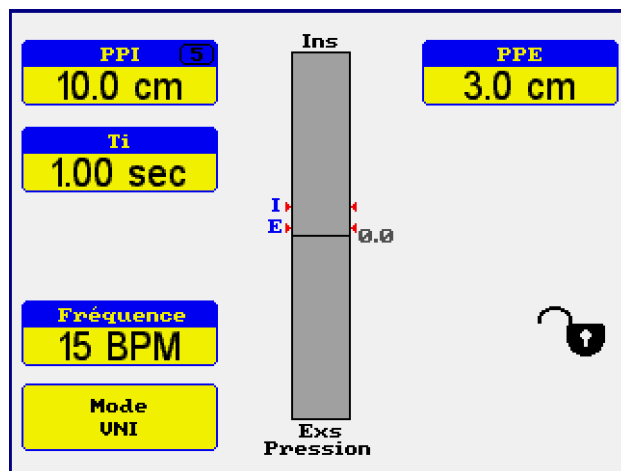 PPI 5
10.0 cm
Ti
1.00 sec
Fréquence
15 BPM
Mode
VNI
Ins
I
E
0.0
Exs
Pression
PPE
3.0 cm